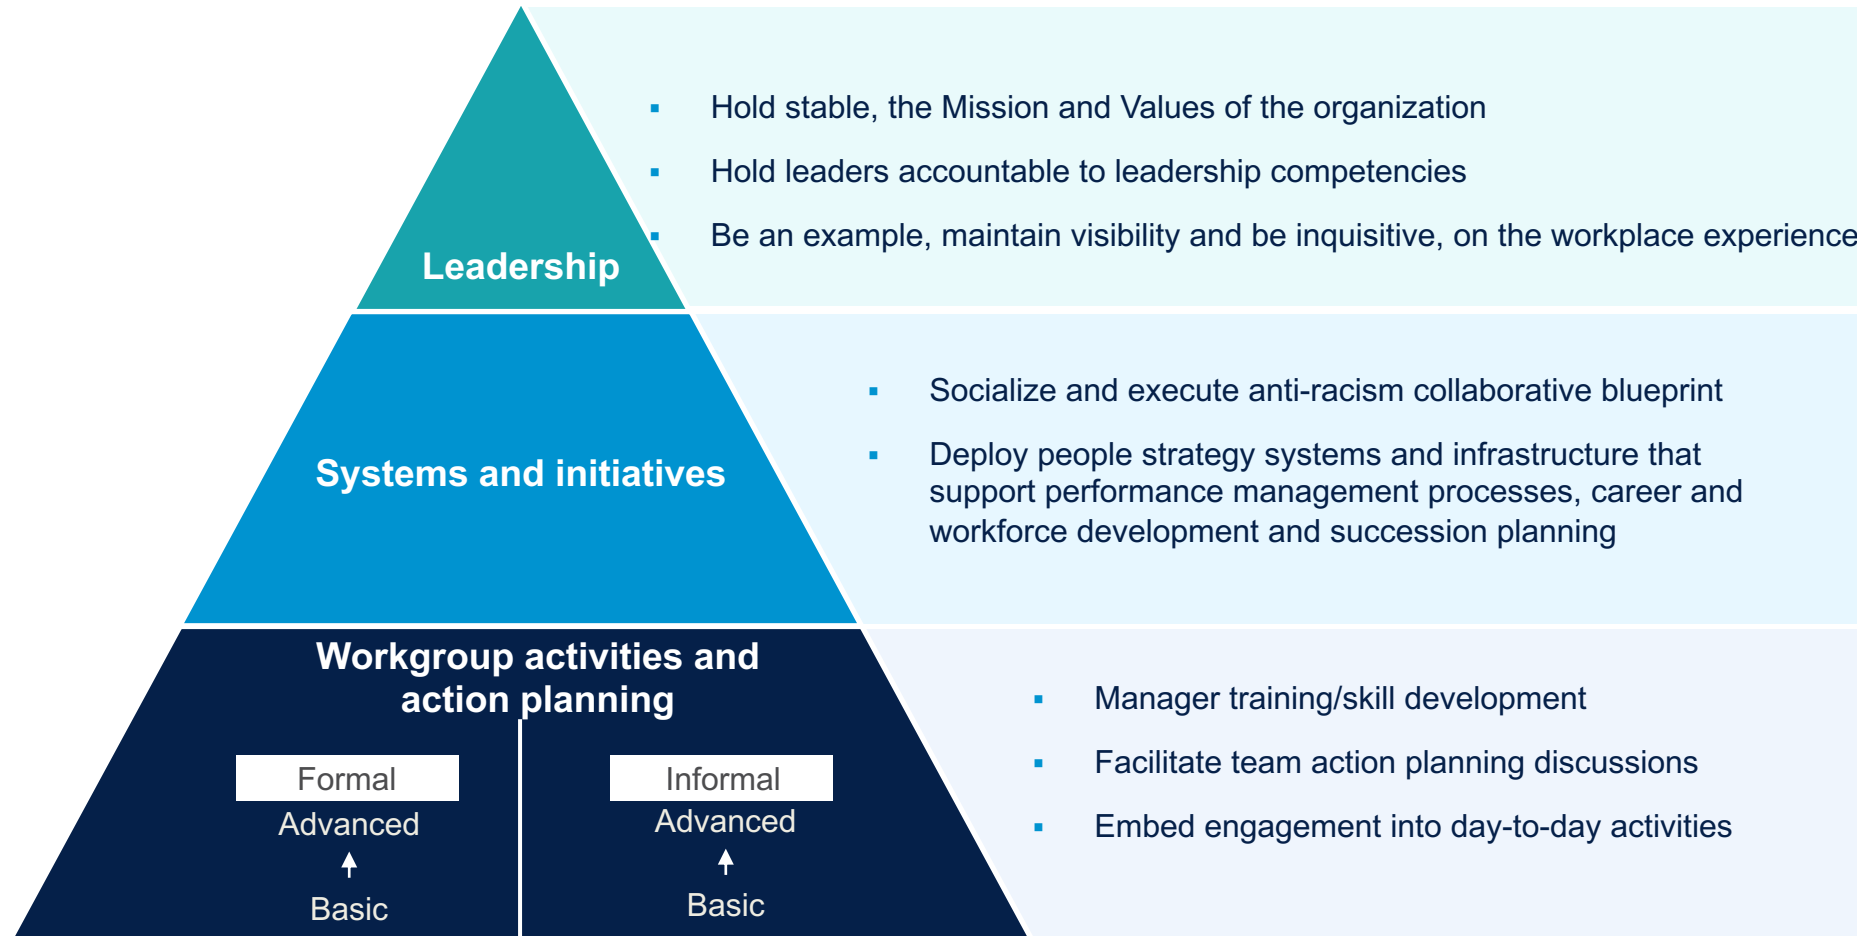 Leadership
▪ Hold stable, the Mission and Values of the organization
▪ Hold leaders accountable to leadership competencies
▪ Be an example, maintain visibility and be inquisitive, on the workplace experience
Systems and initiatives
▪ Socialize and execute anti-racism collaborative blueprint
▪ Deploy people strategy systems and infrastructure that
support performance management processes, career and
workforce development and succession planning
Workgroup activities and
action planning
Formal
Advanced
Basic
Informal
Advanced
Basic
▪ Manager training/skill development
▪ Facilitate team action planning discussions
▪ Embed engagement into day-to-day activities